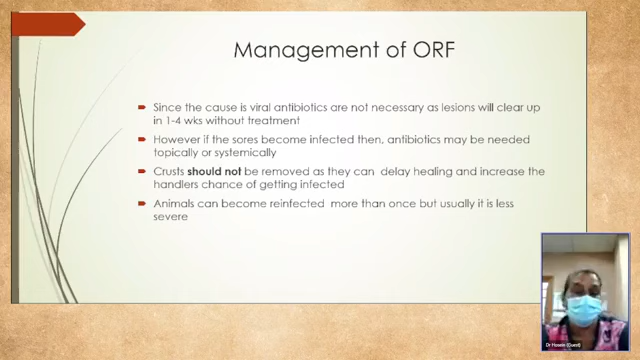 Management of ORF
Since the cause is viral antibiotics are not necessary as lesions will clear up
in 1-4 wks without treatment
However if the sores become infected then, antibiotics may be needed
topically or systemically
Crusts should not be removed as they can delay healing and increase the
handlers chance of getting infected
Animals can become reinfected more than once but usually it is less
severe
Dr Hosein (Guest)